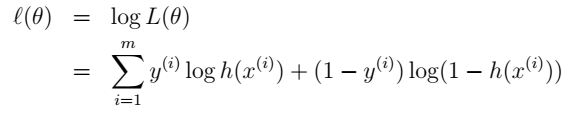 ℓ(θ) = log L(θ)
= ∑_{i=1}^{m} y^{(i)} log h(x^{(i)}) + (1 − y^{(i)}) log(1 − h(x^{(i)}))